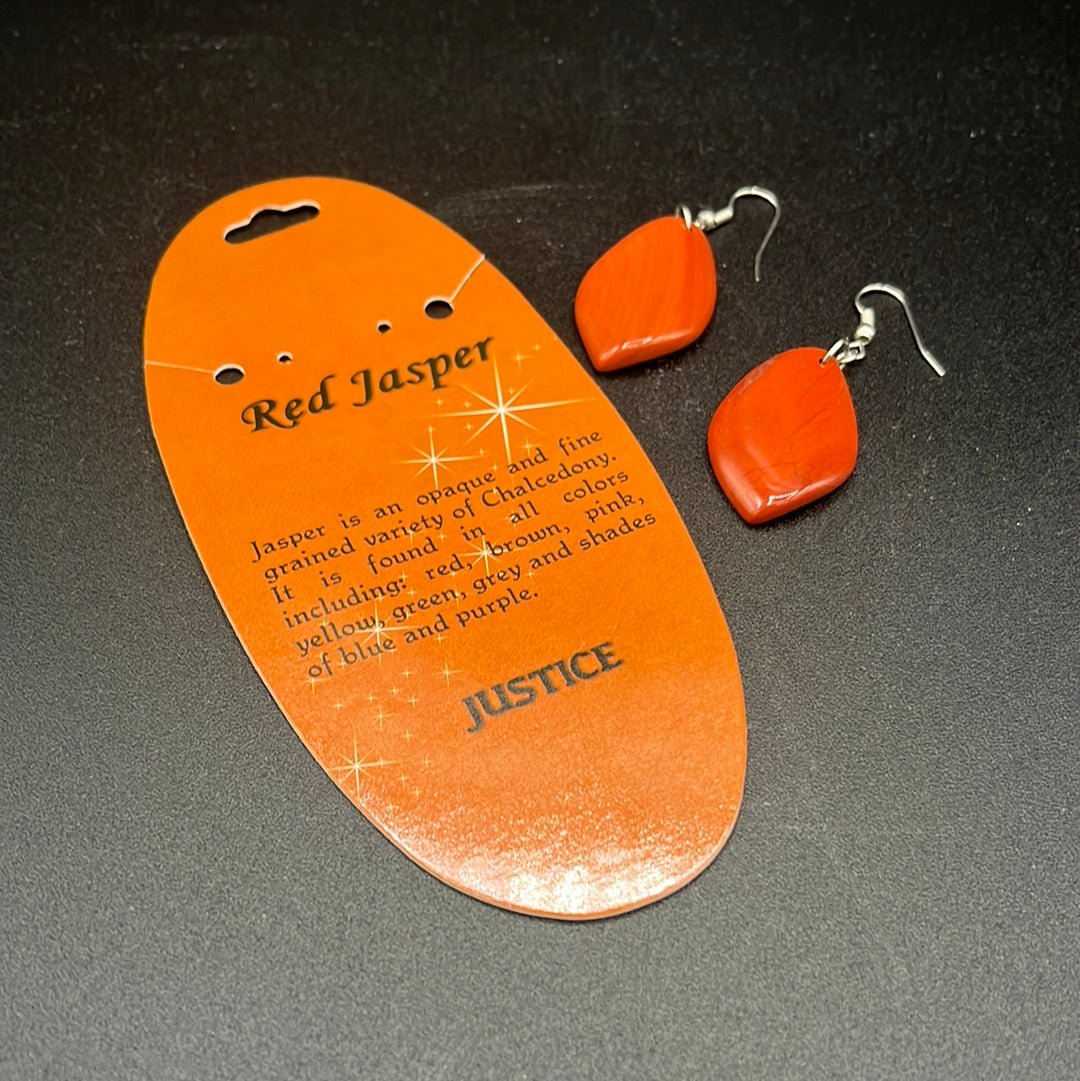 Red Jasper
Jasper is an opaque and fine
grained variety of Chalcedony.
It is found in all colors
including: red, brown, pink,
yellow, green, grey and shades
of blue and purple.
JUSTICE